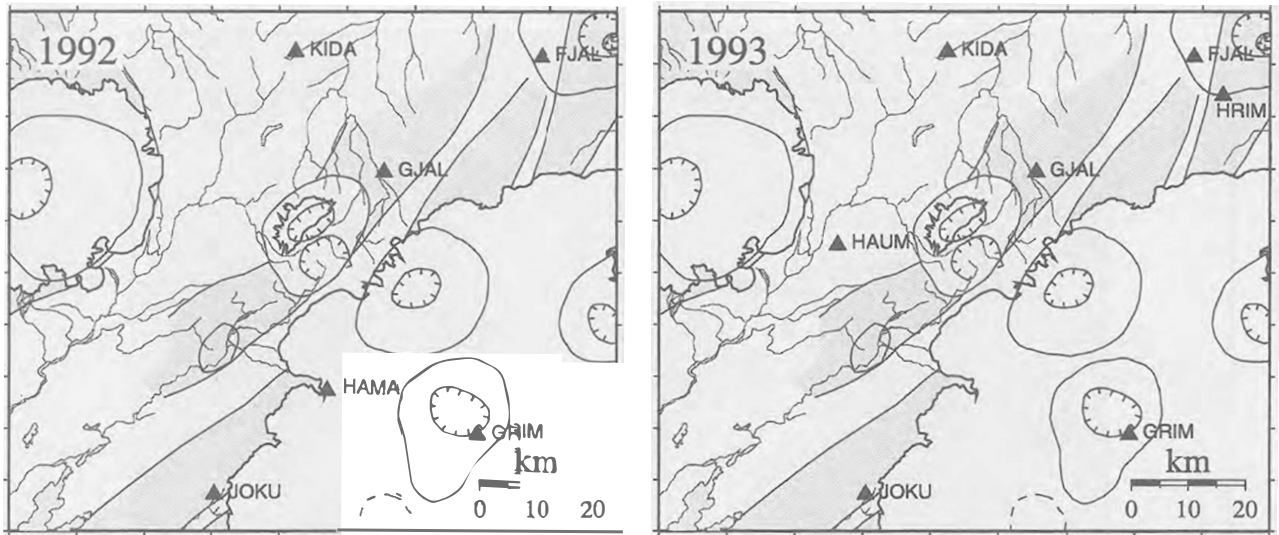 1992
KIDA
FJAL
GJAL
HAMA
GRIM
km
JOKU
0 10 20
1993
KIDA
FJAL
HRIM
GJAL
HAUM
GRIM
km
JOKU
0 10 20